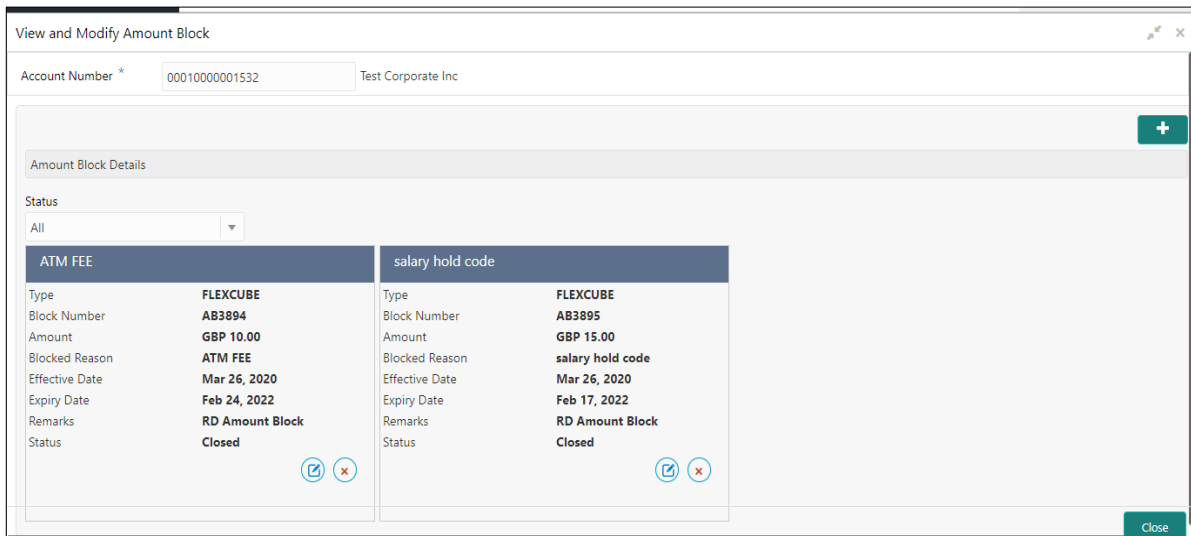 View and Modify Amount Block
Account Number * 00010000001532 Test Corporate Inc
Amount Block Details
Status
All
ATM FEE
Type FLEXCUBE
Block Number AB3894
Amount GBP 10.00
Blocked Reason ATM FEE
Effective Date Mar 26, 2020
Expiry Date Feb 24, 2022
Remarks RD Amount Block
Status Closed
salary hold code
Type FLEXCUBE
Block Number AB3895
Amount GBP 15.00
Blocked Reason salary hold code
Effective Date Mar 26, 2020
Expiry Date Feb 17, 2022
Remarks RD Amount Block
Status Closed
Close